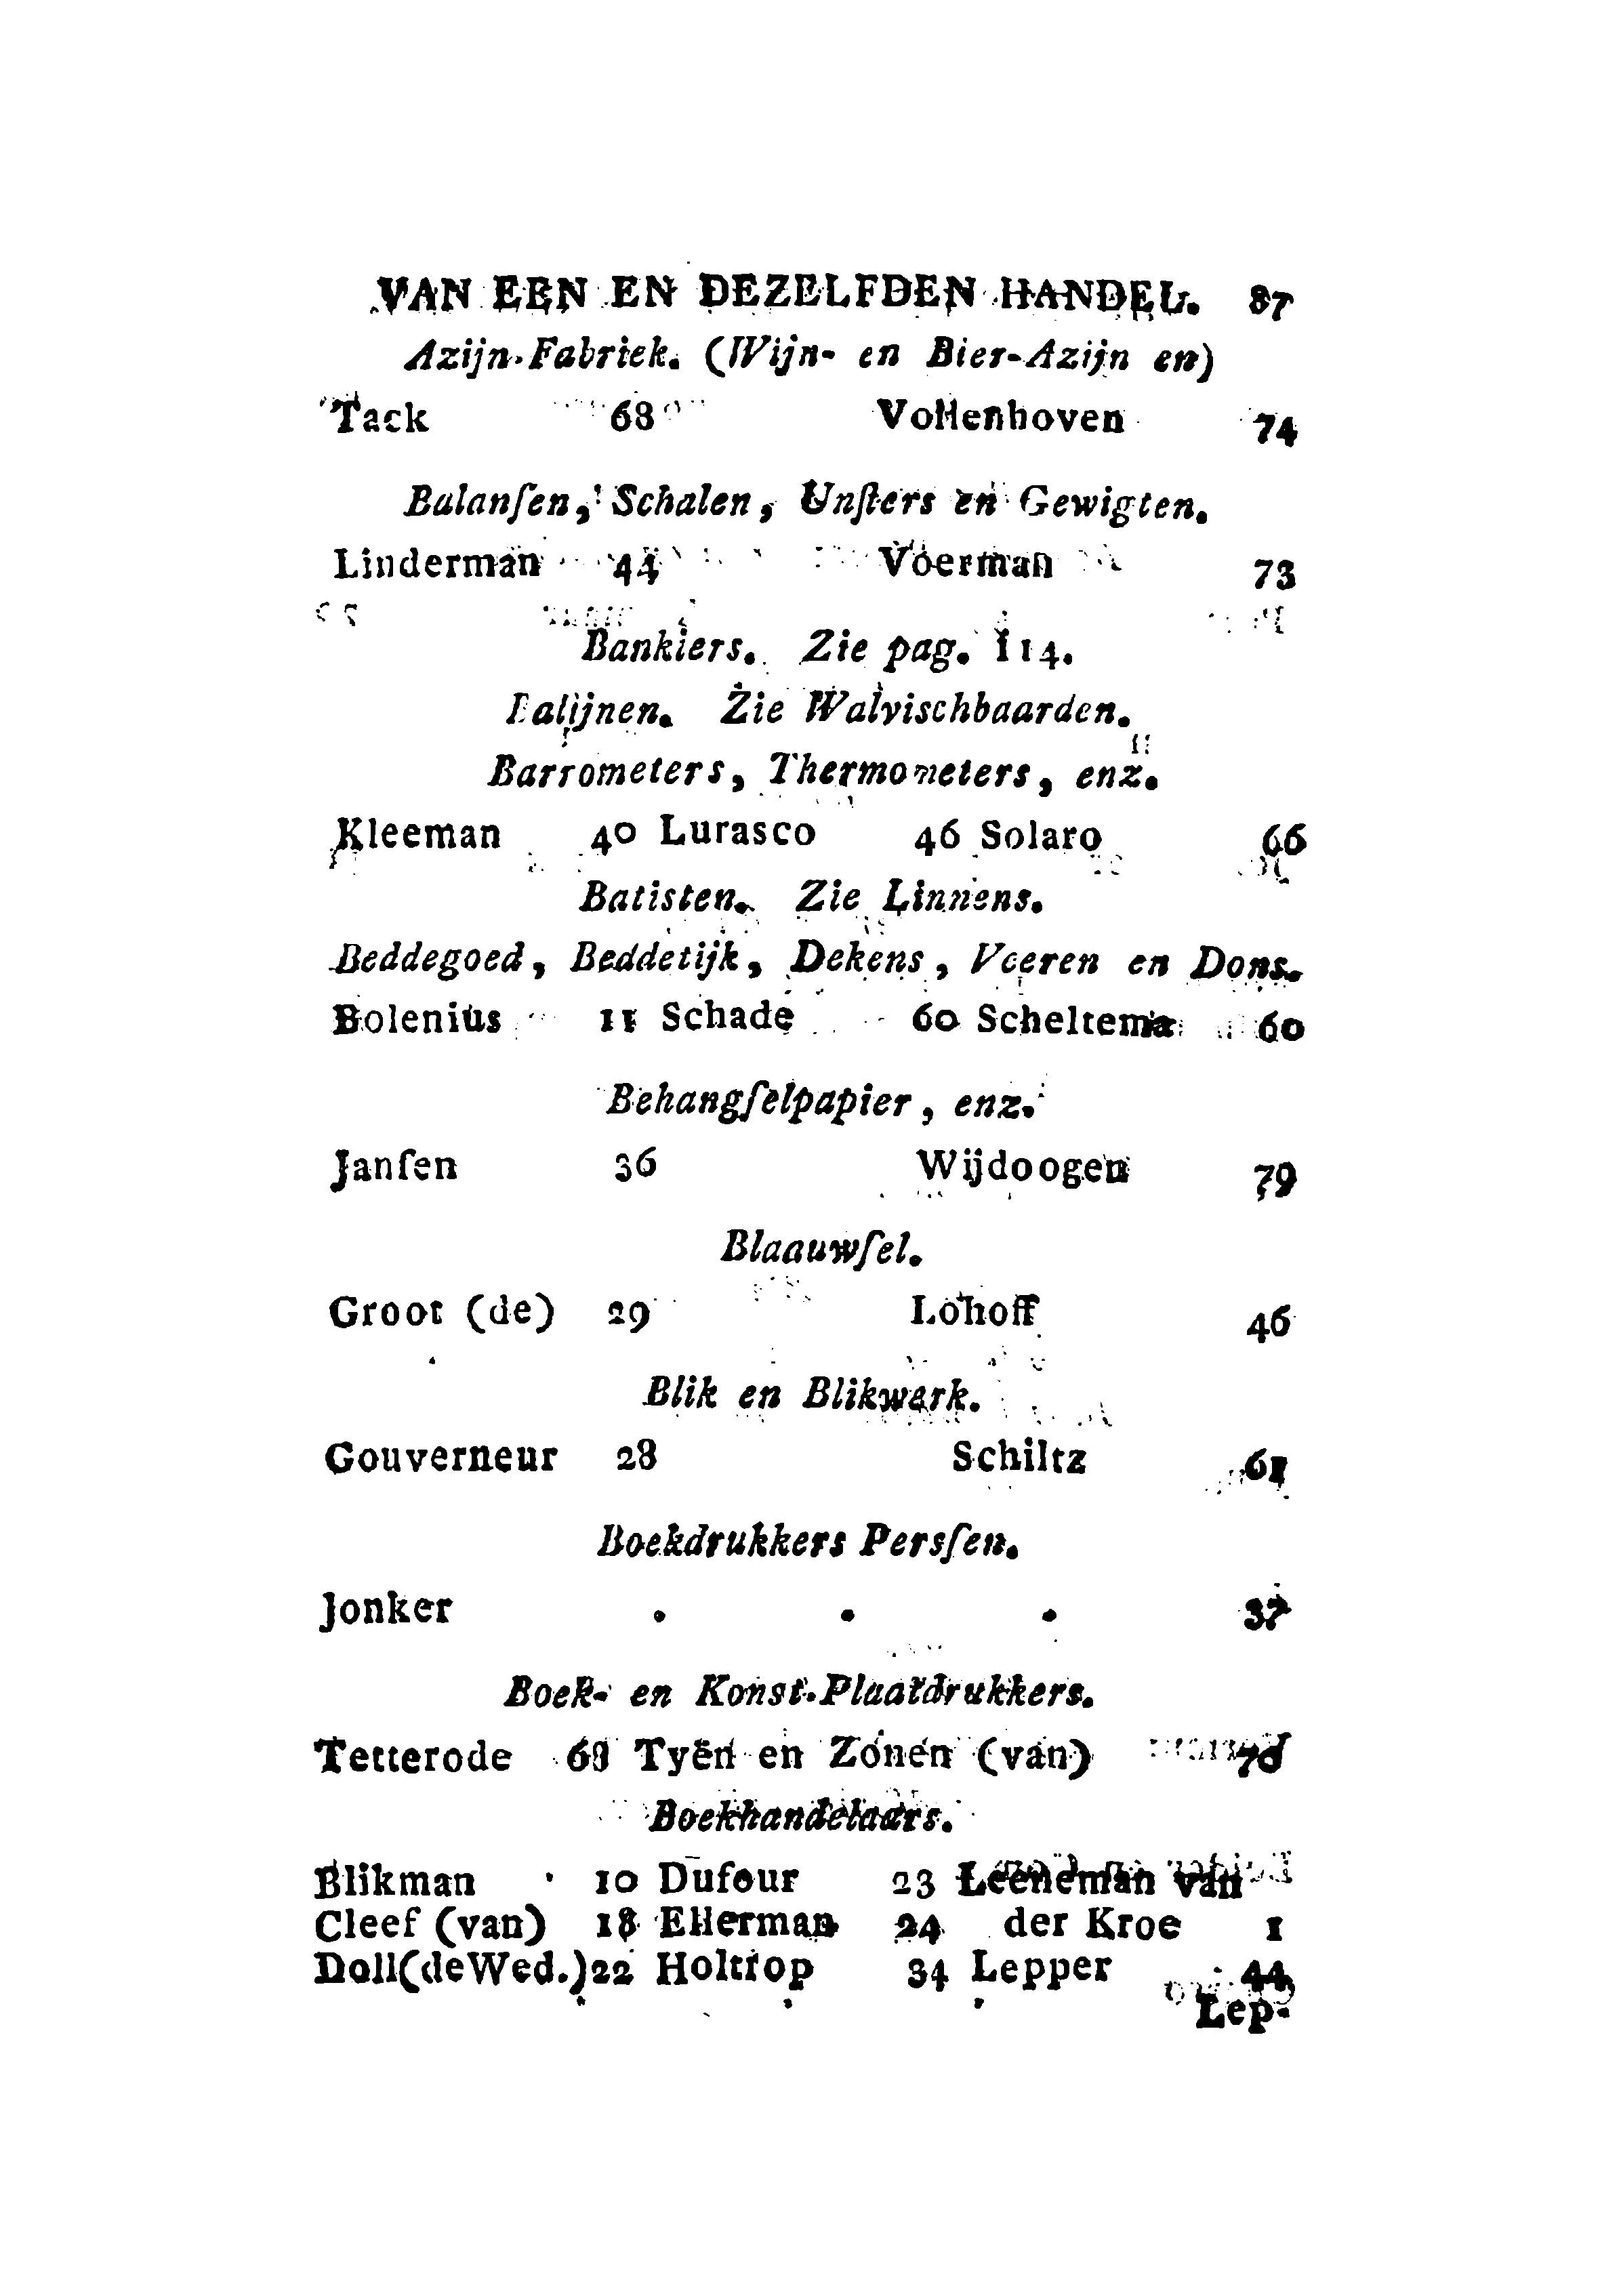 VAN EEN EN DEZELFDEN HANDEL. 87
Azijn-Fabriek. (Wijn- en Bier-Azijn en)
Tack 68 Vollenhoven 74
Balanſen, Schalen, Unſters en Gewigten.
Linderman 44 Voerman 73
Bankiers. Zie pag. 114.
Balijnen. Zie Walvischbaarden.
Barrometers, Thermometers, enz.
Kleeman 40 Lurasco 46 Solaro 66
Batisten. Zie Linnens.
Beddegoed, Beddetijk, Dekens, Veeren en Dons.
Bolenius 11 Schade 60 Scheltema 60
Behangſelpapier, enz.
Janſen 36 Wijdoogen 79
Blaauwſel.
Groot (de) 29 Lohoff 46
Blik en Blikwerk.
Gouverneur 28 Schiltz 61
Boekdrukkers Persſen.
Jonker . . . 37
Boek- en Konst-Plaatdrukkers.
Tetterode Tyën en Zonen (van) 70
Boekhandelaars.
Blikman 10 Dufour 23 Leeneman van
Cleef (van) 18 Ellerman 24 der Kroe 1
Doll (de Wed.) 22 Holtrop 34 Lepper 44
Lep-